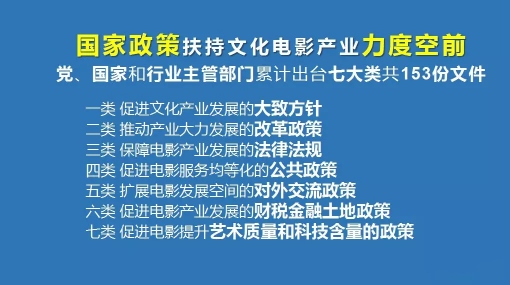 国家政策扶持文化电影产业力度空前
党、国家和行业主管部门累计出台七大类共153份文件
一类 促进文化产业发展的大致方针
二类 推动产业大力发展的改革政策
三类 保障电影产业发展的法律法规
四类 促进电影服务均等化的公共政策
五类 扩展电影发展空间的对外交流政策
六类 促进电影产业发展的财税金融土地政策
七类 促进电影提升艺术质量和科技含量的政策